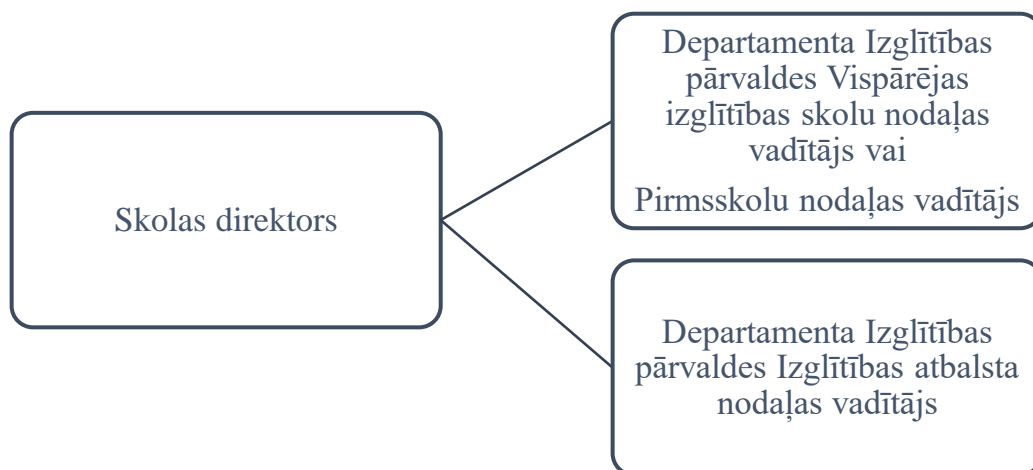 Skolas direktors
Departamenta Izglītības
pārvaldes Vispārējas
izglītības skolu nodaļas
vadītājs vai
Pirmsskolu nodaļas vadītājs
Departamenta Izglītības
pārvaldes Izglītības atbalsta
nodaļas vadītājs